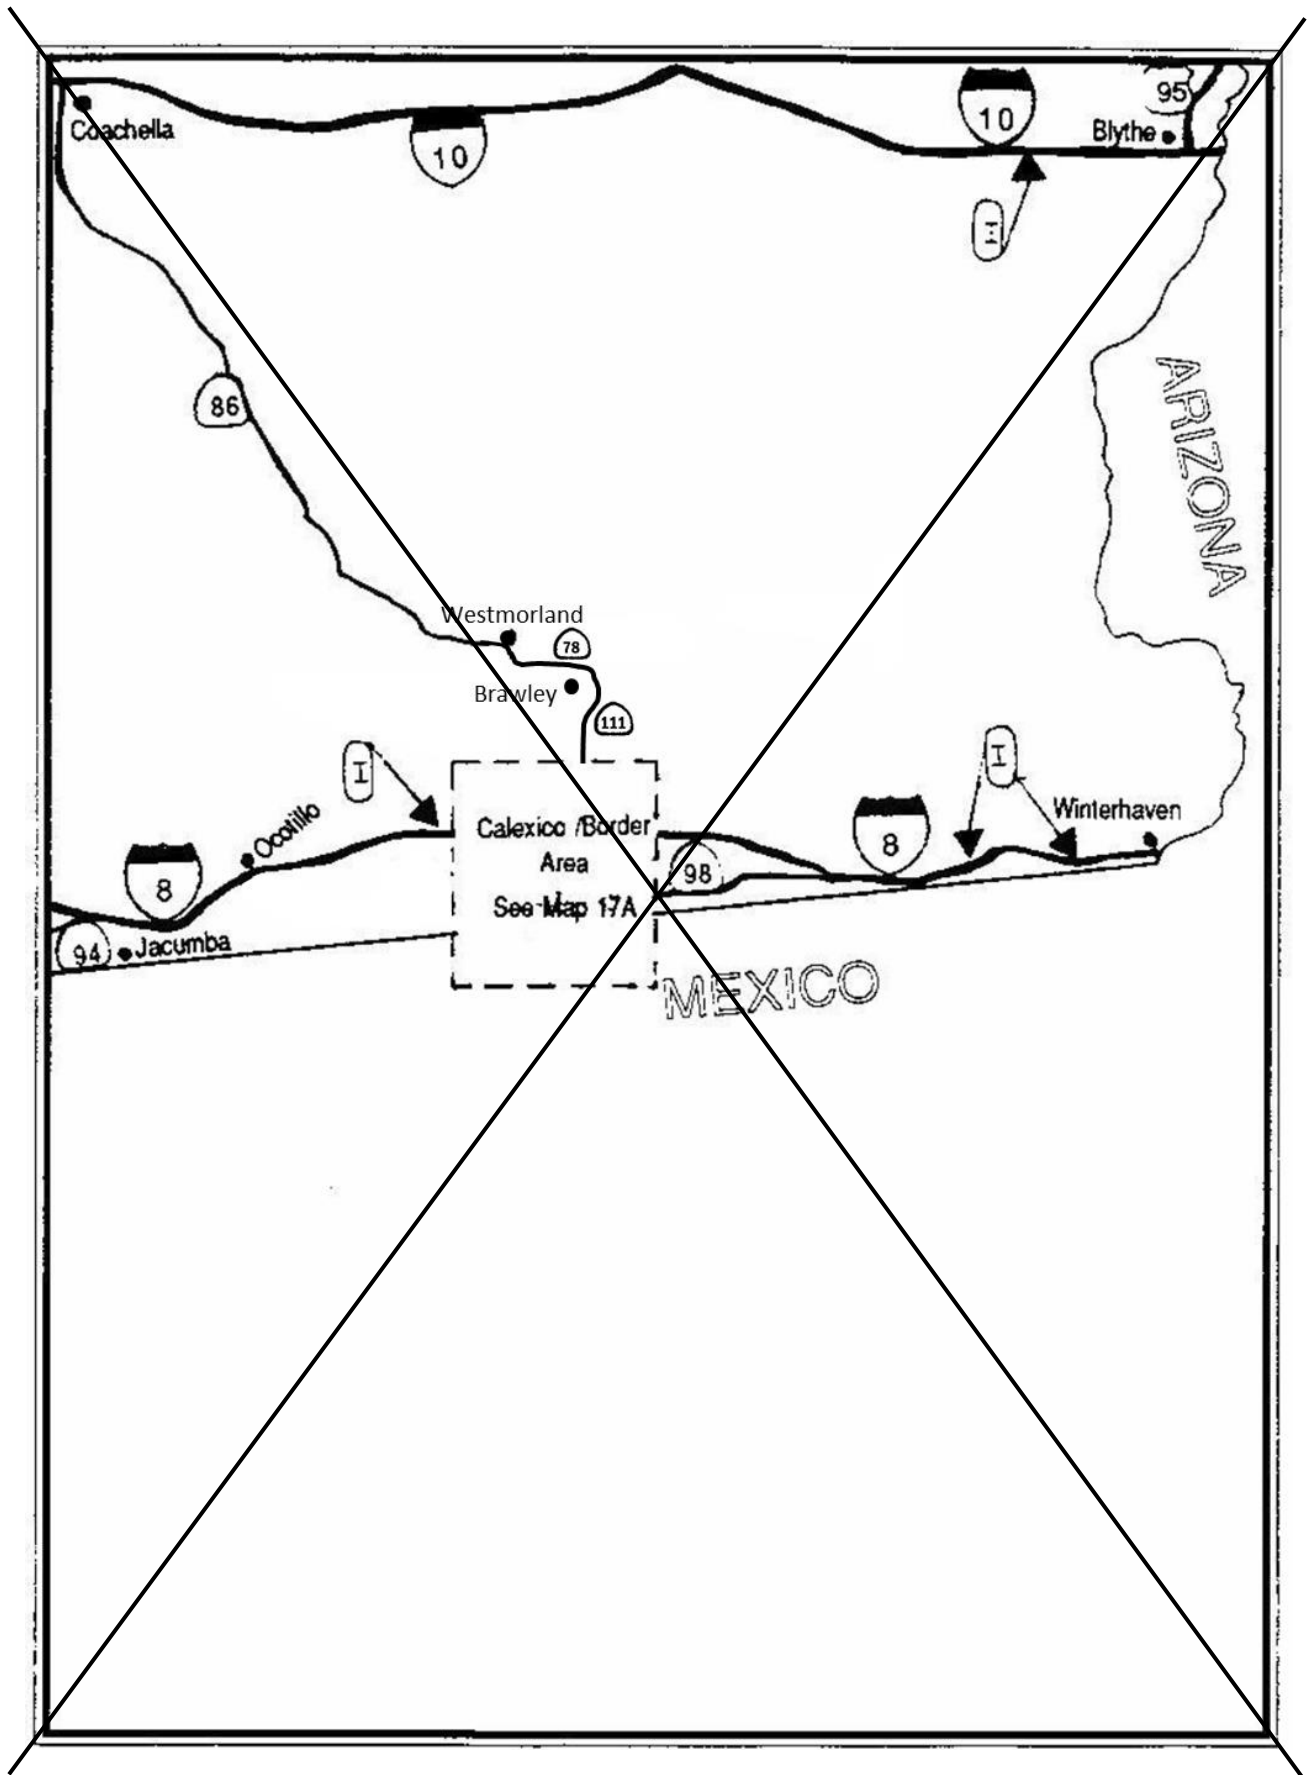 95
Coachella
10
10
Blythe
I
ARIZONA
86
Westmorland
78
Brawley
111
I
I
Ocotillo
Winterhaven
Calexico /Border
Area
See Map 17A
8
8
98
94
Jacumba
MEXICO